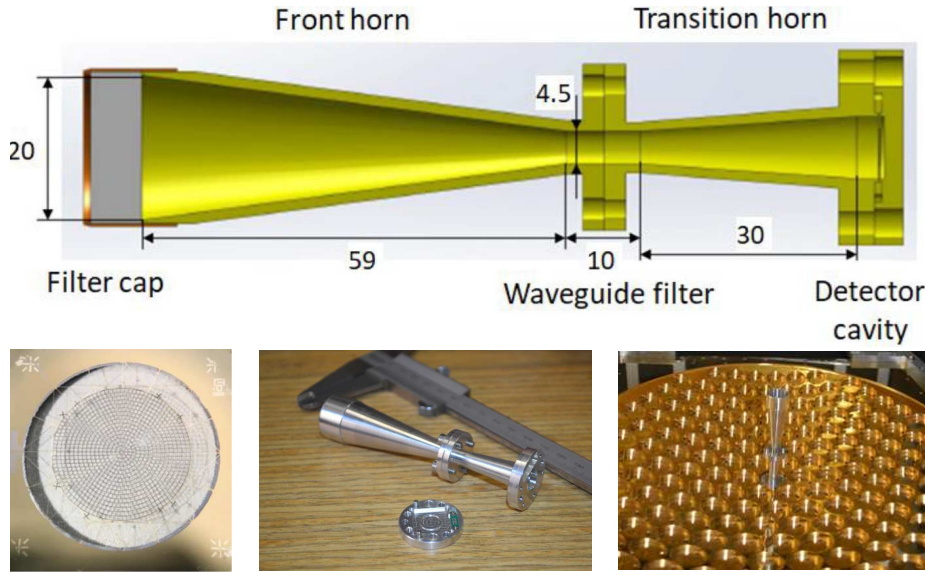 Front horn
Transition horn
4.5
20
59
10
30
Filter cap
Waveguide filter
Detector
cavity